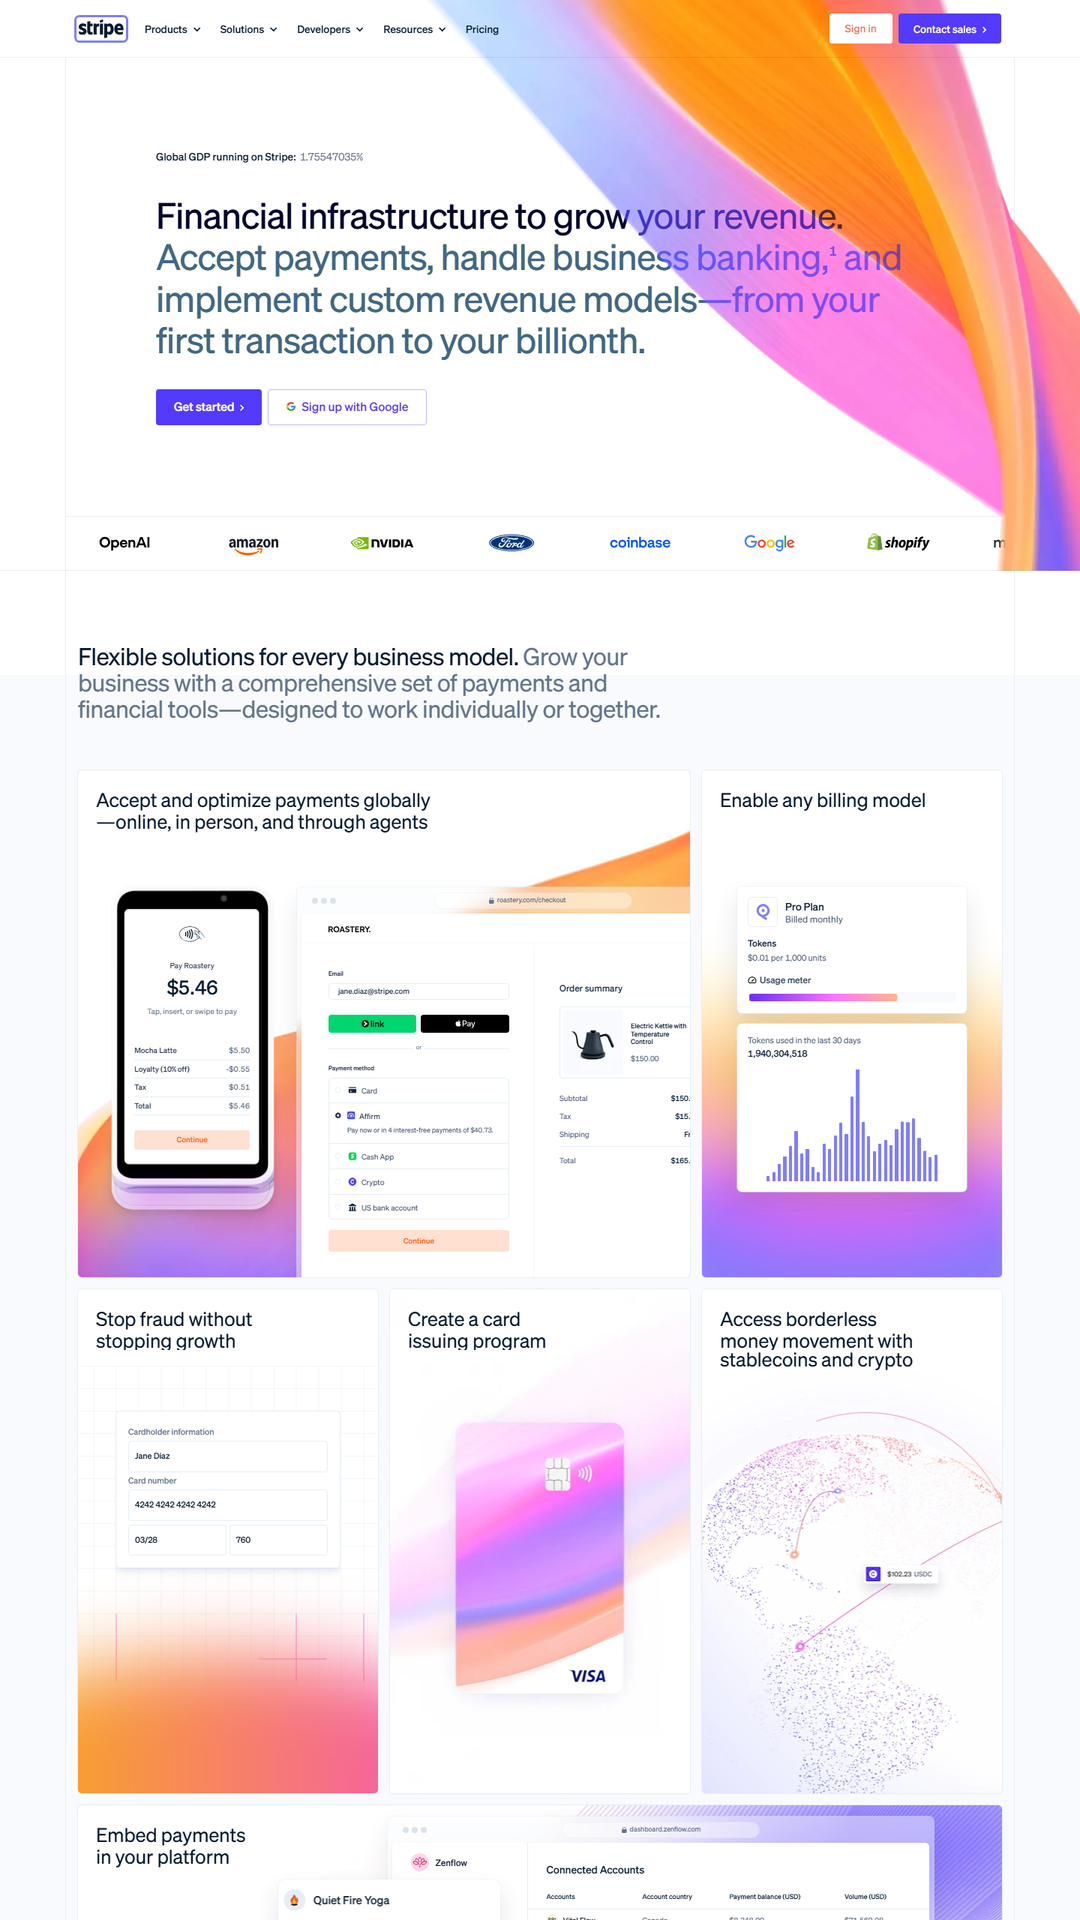 stripe
Products
Solutions
Developers
Resources
Pricing
Sign in
Contact sales
Global GDP running on Stripe: 1.75547035%
Financial infrastructure to grow your revenue.
Accept payments, handle business banking,¹ and
implement custom revenue models—from your
first transaction to your billionth.
Get started
Sign up with Google
OpenAI
amazon
NVIDIA
Ford
coinbase
Google
shopify
m
Flexible solutions for every business model. Grow your
business with a comprehensive set of payments and
financial tools—designed to work individually or together.
Accept and optimize payments globally
—online, in person, and through agents
Pay Roastery
$5.46
Tap, insert, or swipe to pay
Mocha Latte $5.50
Loyalty (10% off) -$0.55
Tax $0.51
Total $5.46
Continue
roastery.com/checkout
ROASTERY.
Email
jane.diaz@stripe.com
link
Pay
or
Payment method
Card
Affirm
Pay now or in 4 interest-free payments of $40.73.
Cash App
Crypto
US bank account
Continue
Order summary
Electric Kettle with
Temperature
Control
$150.00
Subtotal $150.
Tax $15.
Shipping Fr
Total $165.
Enable any billing model
Pro Plan
Billed monthly
Tokens
$0.01 per 1,000 units
Usage meter
Tokens used in the last 30 days
1,940,304,518
Stop fraud without
stopping growth
Cardholder information
Jane Diaz
Card number
4242 4242 4242 4242
03/28
760
Create a card
issuing program
VISA
Access borderless
money movement with
stablecoins and crypto
$102.23 USDC
Embed payments
in your platform
dashboard.zenflow.com
Zenflow
Quiet Fire Yoga
Connected Accounts
Accounts Account country Payment balance (USD) Volume (USD)